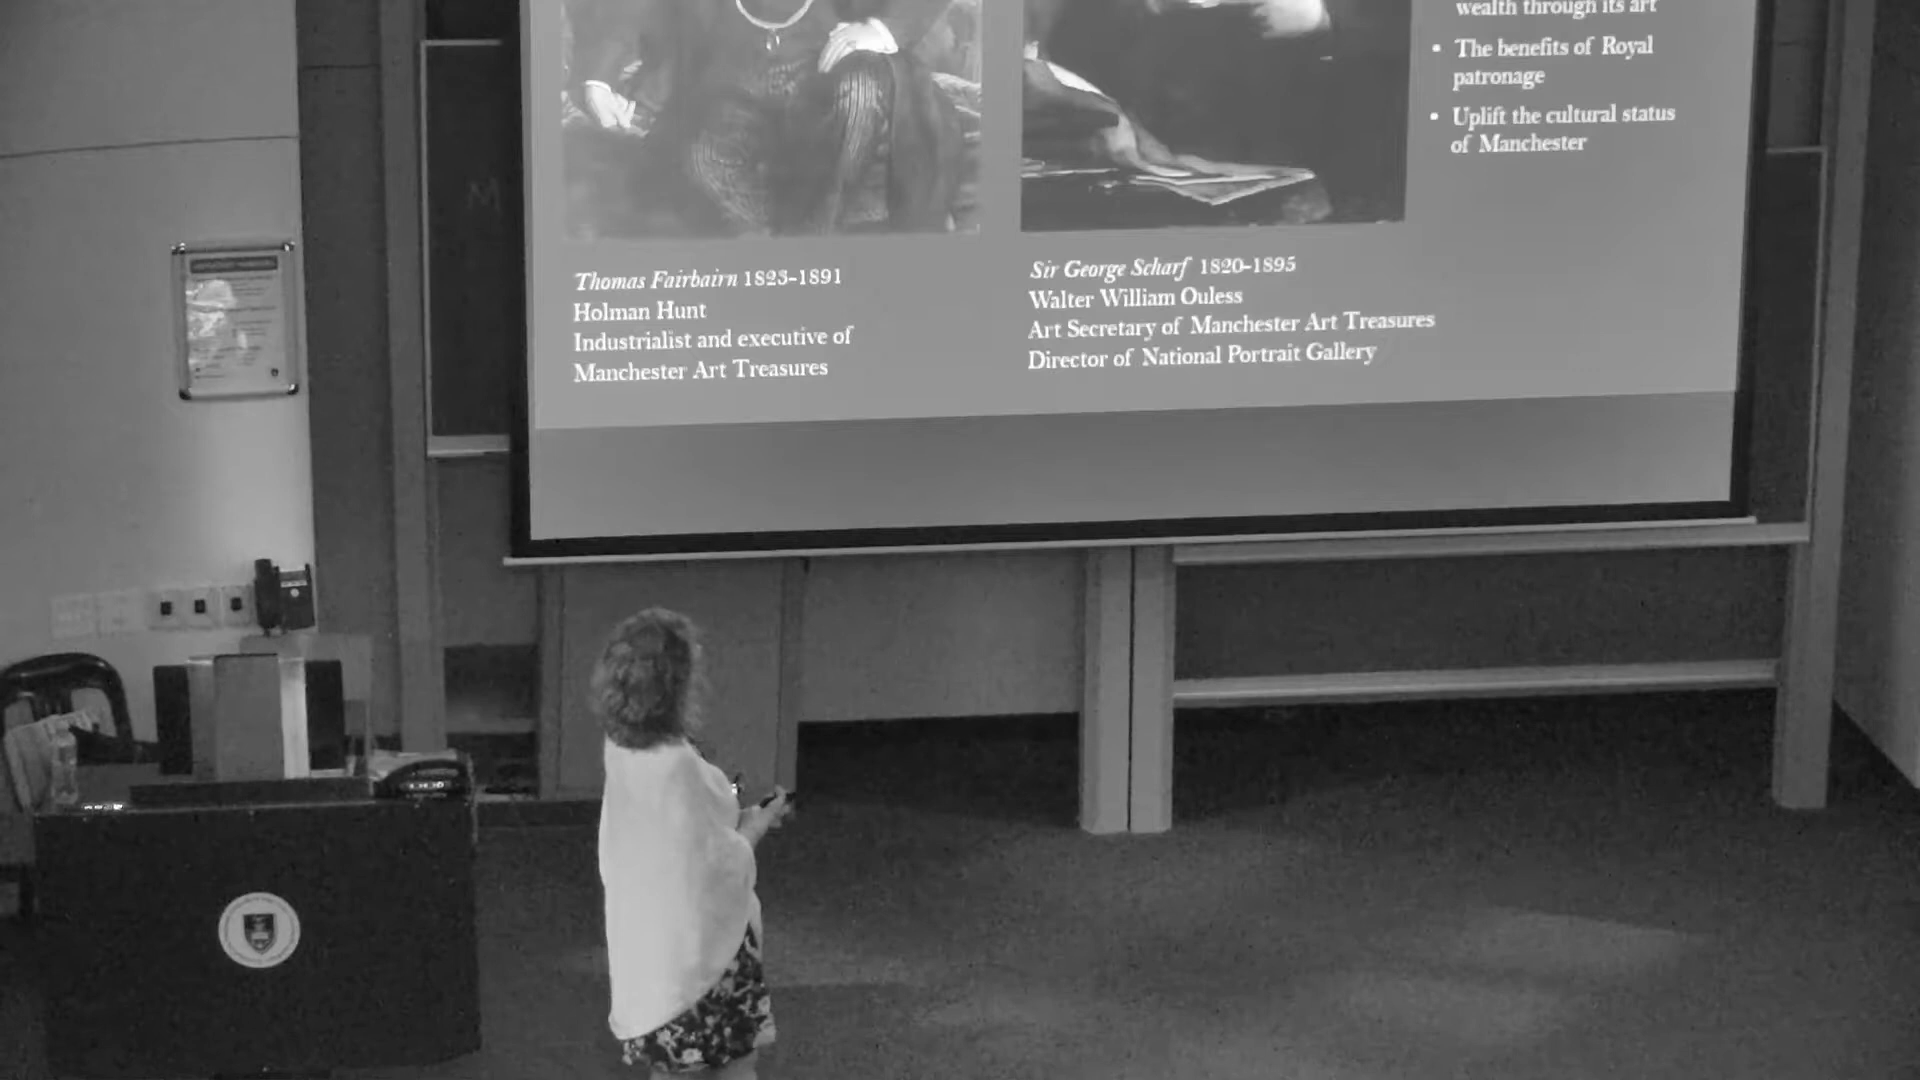 wealth through its art
• The benefits of Royal
patronage
• Uplift the cultural status
of Manchester
Thomas Fairbairn 1823-1891
Holman Hunt
Industrialist and executive of
Manchester Art Treasures
Sir George Scharf 1820-1895
Walter William Ouless
Art Secretary of Manchester Art Treasures
Director of National Portrait Gallery